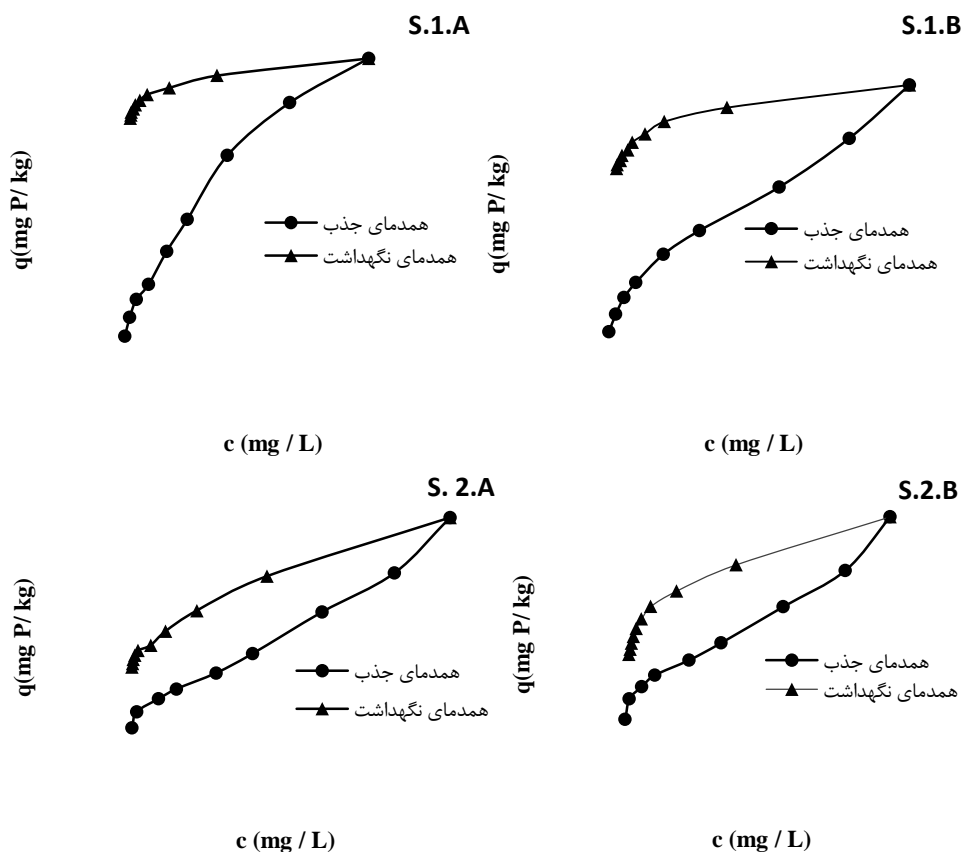 S.1.A
q(mg P/ kg)
همدمای جذب
همدمای نگهداشت
c (mg / L)
S.1.B
q(mg P/ kg)
همدمای جذب
همدمای نگهداشت
c (mg / L)
S. 2.A
q(mg P/ kg)
همدمای جذب
همدمای نگهداشت
c (mg / L)
S.2.B
q(mg P/ kg)
همدمای جذب
همدمای نگهداشت
c (mg / L)